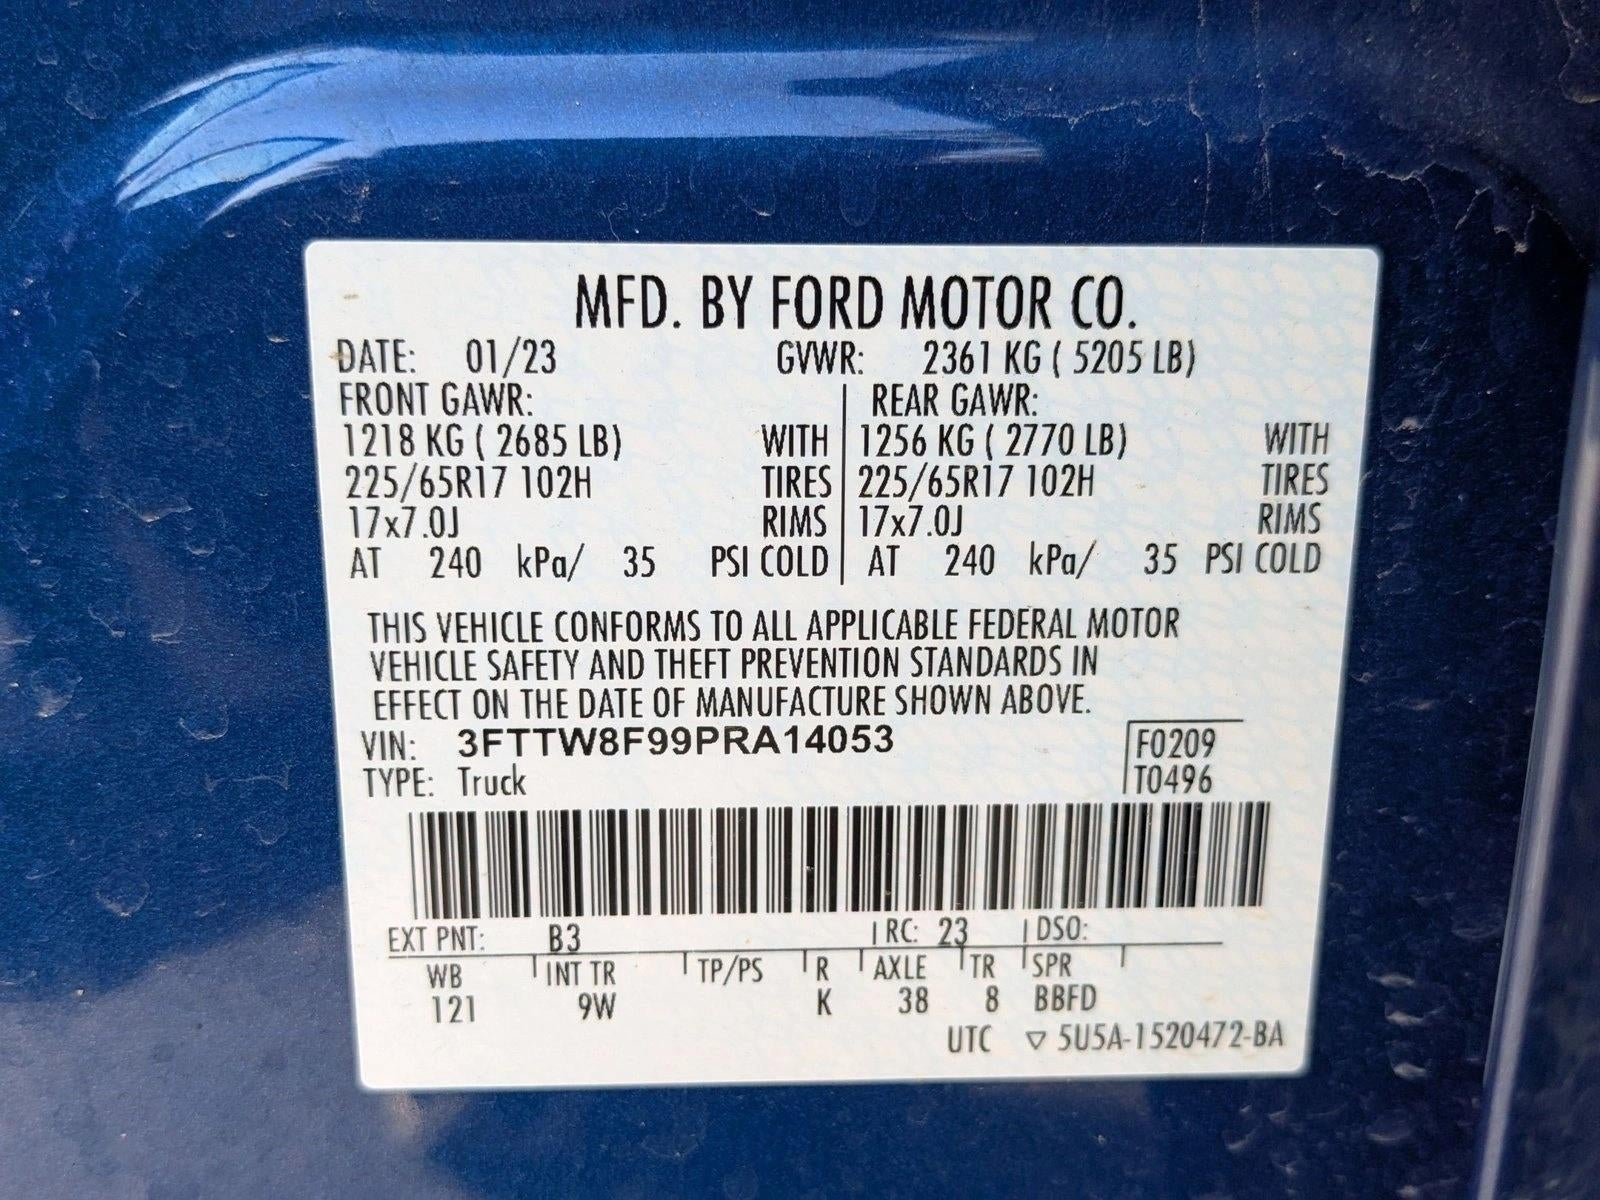 MFD. BY FORD MOTOR CO.
DATE: 01/23 GVWR: 2361 KG ( 5205 LB)
FRONT GAWR: REAR GAWR:
1218 KG ( 2685 LB) WITH 1256 KG ( 2770 LB) WITH
225/65R17 102H TIRES 225/65R17 102H TIRES
17x7.0J RIMS 17x7.0J RIMS
AT 240 kPa/ 35 PSI COLD AT 240 kPa/ 35 PSI COLD
THIS VEHICLE CONFORMS TO ALL APPLICABLE FEDERAL MOTOR
VEHICLE SAFETY AND THEFT PREVENTION STANDARDS IN
EFFECT ON THE DATE OF MANUFACTURE SHOWN ABOVE.
VIN: 3FTTW8F99PRA14053 F0209
TYPE: Truck T0496
EXT PNT: B3 RC: 23 DSO:
WB INT TR TP/PS R AXLE TR SPR
121 9W K 38 8 BBFD
UTC ▽ 5U5A-1520472-BA